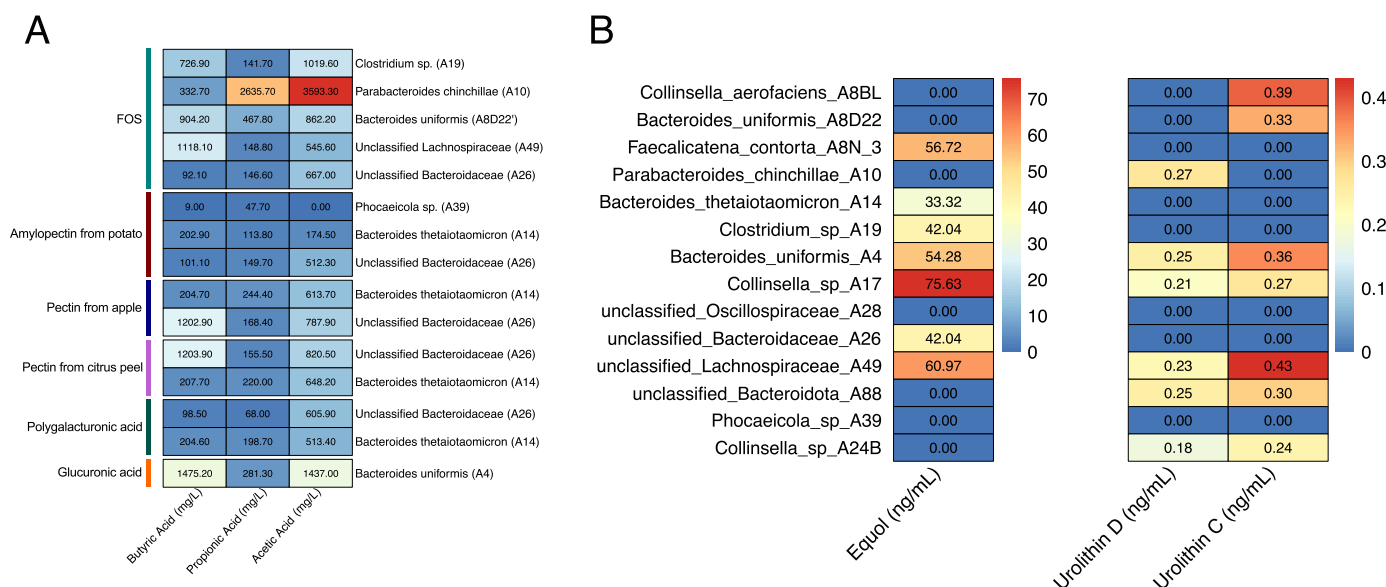 A
FOS
726.90 141.70 1019.60 Clostridium sp. (A19)
332.70 2635.70 3593.30 Parabacteroides chinchillae (A10)
904.20 467.80 862.20 Bacteroides uniformis (A8D22')
1118.10 148.80 545.60 Unclassified Lachnospiraceae (A49)
92.10 146.60 667.00 Unclassified Bacteroidaceae (A26)
Amylopectin from potato
9.00 47.70 0.00 Phocaeicola sp. (A39)
202.90 113.80 174.50 Bacteroides thetaiotaomicron (A14)
101.10 149.70 512.30 Unclassified Bacteroidaceae (A26)
Pectin from apple
204.70 244.40 613.70 Bacteroides thetaiotaomicron (A14)
1202.90 168.40 787.90 Unclassified Bacteroidaceae (A26)
Pectin from citrus peel
1203.90 155.50 820.50 Unclassified Bacteroidaceae (A26)
207.70 220.00 648.20 Bacteroides thetaiotaomicron (A14)
Polygalacturonic acid
98.50 68.00 605.90 Unclassified Bacteroidaceae (A26)
204.60 198.70 513.40 Bacteroides thetaiotaomicron (A14)
Glucuronic acid
1475.20 281.30 1437.00 Bacteroides uniformis (A4)
Butyric Acid (mg/L)
Propionic Acid (mg/L)
Acetic Acid (mg/L)
B
Collinsella_aerofaciens_A8BL 0.00 0.00 0.39
Bacteroides_uniformis_A8D22 0.00 0.00 0.33
Faecalicatena_contorta_A8N_3 56.72 0.00 0.00
Parabacteroides_chinchillae_A10 0.00 0.27 0.00
Bacteroides_thetaiotaomicron_A14 33.32 0.00 0.00
Clostridium_sp_A19 42.04 0.00 0.00
Bacteroides_uniformis_A4 54.28 0.25 0.36
Collinsella_sp_A17 75.63 0.21 0.27
unclassified_Oscillospiraceae_A28 0.00 0.00 0.00
unclassified_Bacteroidaceae_A26 42.04 0.00 0.00
unclassified_Lachnospiraceae_A49 60.97 0.23 0.43
unclassified_Bacteroidota_A88 0.00 0.25 0.30
Phocaeicola_sp_A39 0.00 0.00 0.00
Collinsella_sp_A24B 0.00 0.18 0.24
Equol (ng/mL)
70
60
50
40
30
20
10
0
Urolithin D (ng/mL)
Urolithin C (ng/mL)
0.4
0.3
0.2
0.1
0